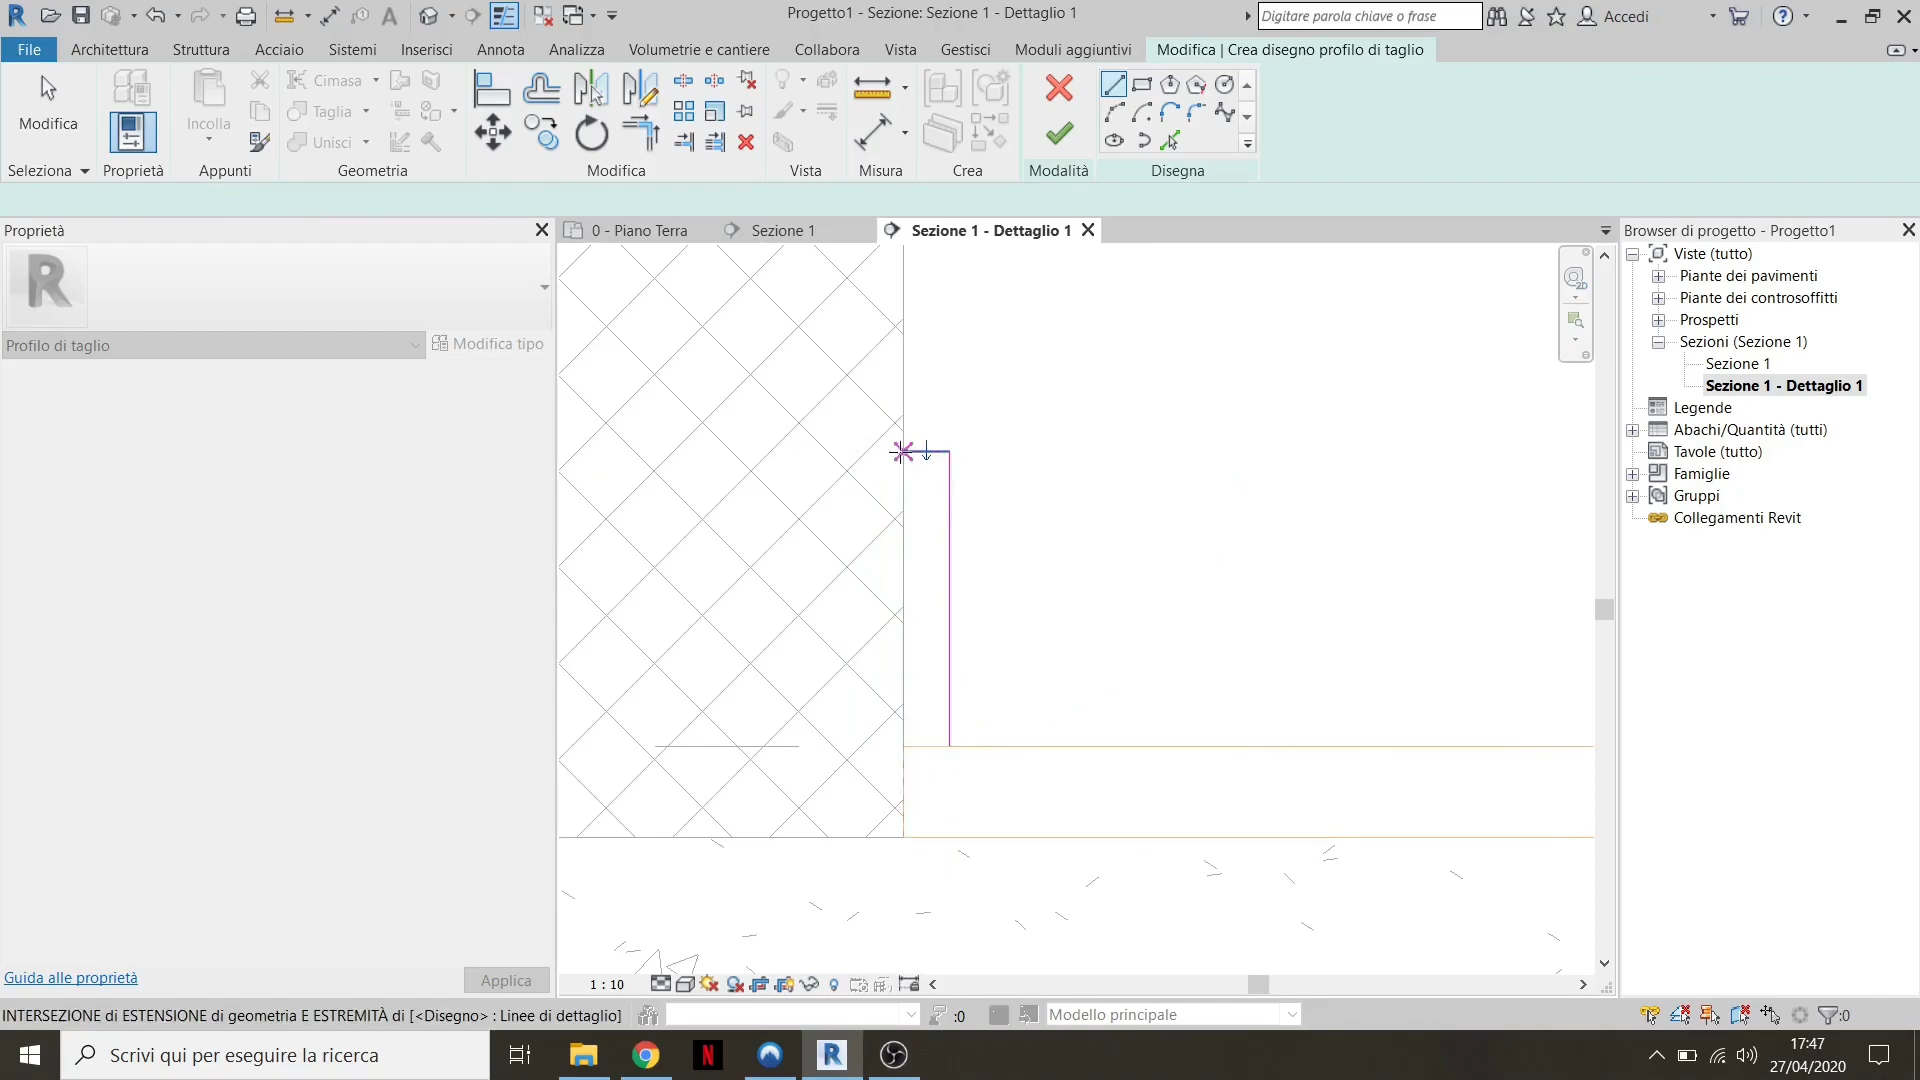 Progetto1 - Sezione: Sezione 1 - Dettaglio 1
Digitare parola chiave o frase
Accedi
File
Architettura
Struttura
Acciaio
Sistemi
Inserisci
Annota
Analizza
Volumetrie e cantiere
Collabora
Vista
Gestisci
Moduli aggiuntivi
Modifica | Crea disegno profilo di taglio
Modifica
Incolla
Cimasa
Taglia
Unisci
Seleziona
Proprietà
Appunti
Geometria
Modifica
Vista
Misura
Crea
Modalità
Disegna
Proprietà
0 - Piano Terra
Sezione 1
Sezione 1 - Dettaglio 1
Browser di progetto - Progetto1
R
Profilo di taglio
Modifica tipo
2D
Viste (tutto)
Piante dei pavimenti
Piante dei controsoffitti
Prospetti
Sezioni (Sezione 1)
Sezione 1
Sezione 1 - Dettaglio 1
Legende
Abachi/Quantità (tutti)
Tavole (tutto)
Famiglie
Gruppi
Collegamenti Revit
Guida alle proprietà
Applica
1 : 10
INTERSEZIONE di ESTENSIONE di geometria E ESTREMITÀ di [<Disegno> : Linee di dettaglio]
:0
Modello principale
:0
Scrivi qui per eseguire la ricerca
N
R
17:47
27/04/2020